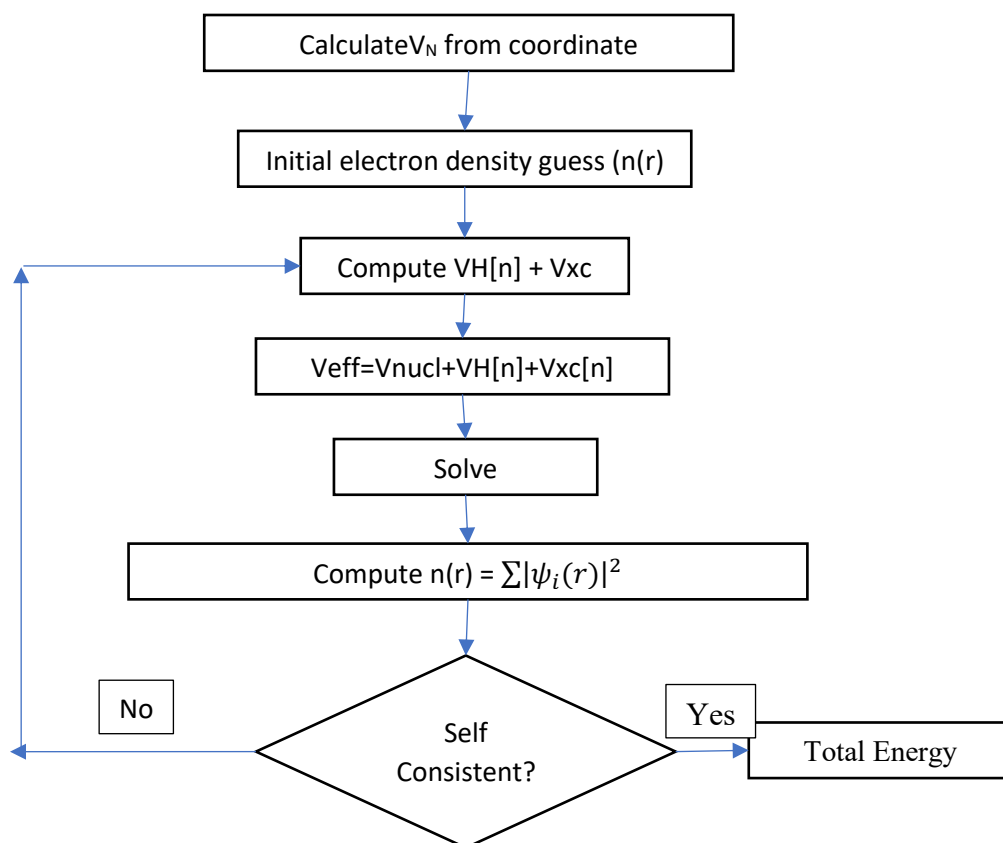 CalculateV_N from coordinate
Initial electron density guess (n(r)
Compute VH[n] + Vxc
Veff=Vnucl+VH[n]+Vxc[n]
Solve
Compute n(r) = ∑|ψᵢ(r)|²
No
Self
Consistent?
Yes
Total Energy